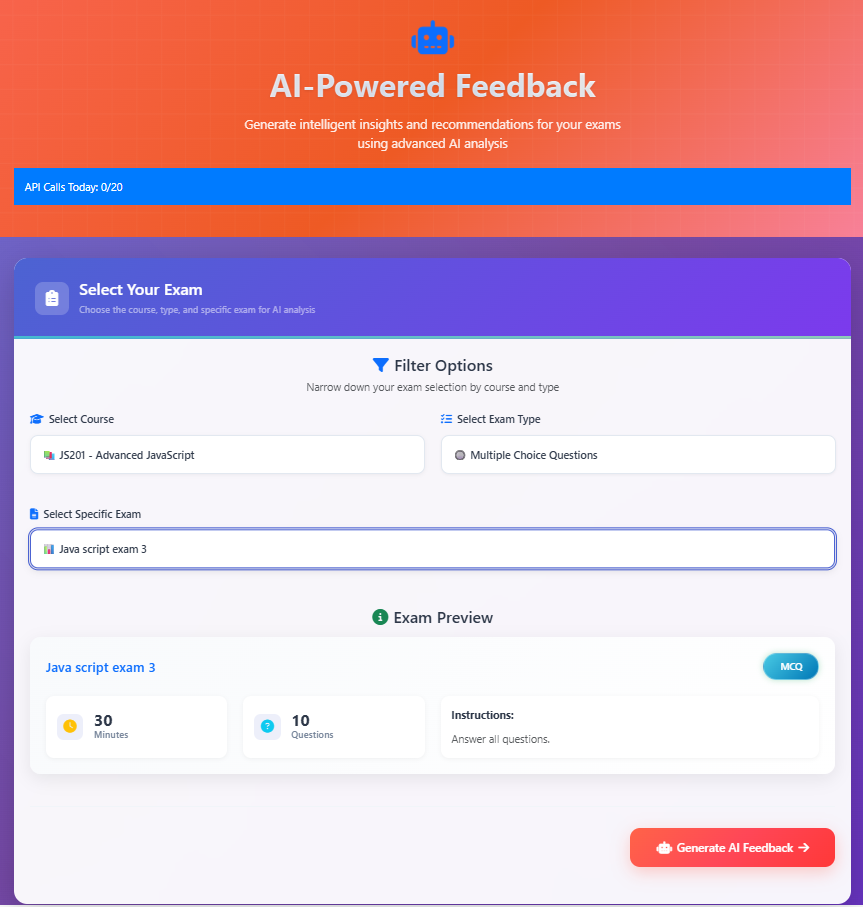 AI-Powered Feedback
Generate intelligent insights and recommendations for your exams
using advanced AI analysis
API Calls Today: 0/20
Select Your Exam
Choose the course, type, and specific exam for AI analysis
Filter Options
Narrow down your exam selection by course and type
Select Course
Select Exam Type
JS201 - Advanced JavaScript
Multiple Choice Questions
Select Specific Exam
Java script exam 3
Exam Preview
Java script exam 3
MCQ
30
Minutes
10
Questions
Instructions:
Answer all questions.
Generate AI Feedback →